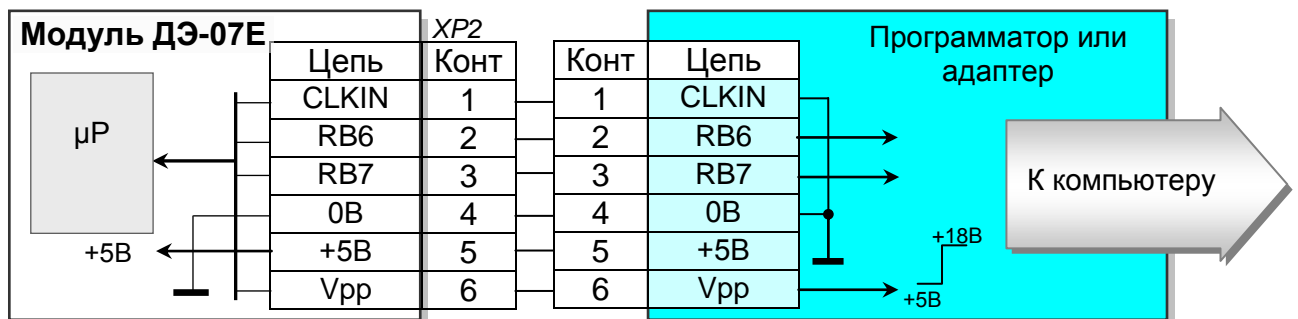 Модуль ДЭ-07Е
XP2
Программатор или
адаптер
Цепь Конт Конт Цепь
CLKIN 1 1 CLKIN
RB6 2 2 RB6
RB7 3 3 RB7
0В 4 4 0В
+5В 5 5 +5В
Vpp 6 6 Vpp
µP
+5В
+18В
+5В
К компьютеру